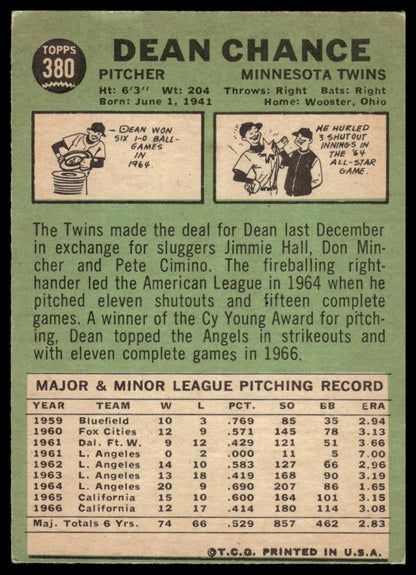 TOPPS
380
DEAN CHANCE
PITCHER MINNESOTA TWINS
Ht: 6'3" Wt: 204 Throws: Right Bats: Right
Born: June 1, 1941 Home: Wooster, Ohio
DEAN WON
SIX 1-0 BALL-
GAMES
IN
1964.
HE HURLED
3 SHUTOUT
INNINGS IN
THE '64
ALL-STAR
GAME.
The Twins made the deal for Dean last December
in exchange for sluggers Jimmie Hall, Don Min-
cher and Pete Cimino. The fireballing right-
hander led the American League in 1964 when he
pitched eleven shutouts and fifteen complete
games. A winner of the Cy Young Award for pitch-
ing, Dean topped the Angels in strikeouts and
with eleven complete games in 1966.
MAJOR & MINOR LEAGUE PITCHING RECORD
YEAR TEAM W L PCT. SO BB ERA
1959 Bluefield 10 3 .769 85 35 2.94
1960 Fox Cities 12 9 .571 145 78 3.13
1961 Dal. Ft. W. 9 12 .429 121 51 3.66
1961 L. Angeles 0 2 .000 11 5 7.00
1962 L. Angeles 14 10 .583 127 66 2.96
1963 L. Angeles 13 18 .419 168 90 3.19
1964 L. Angeles 20 9 .690 207 86 1.65
1965 California 15 10 .600 164 101 3.15
1966 California 12 17 .414 180 114 3.08
Maj. Totals 6 Yrs. 74 66 .529 857 462 2.83
©T.C.G. PRINTED IN U.S.A.